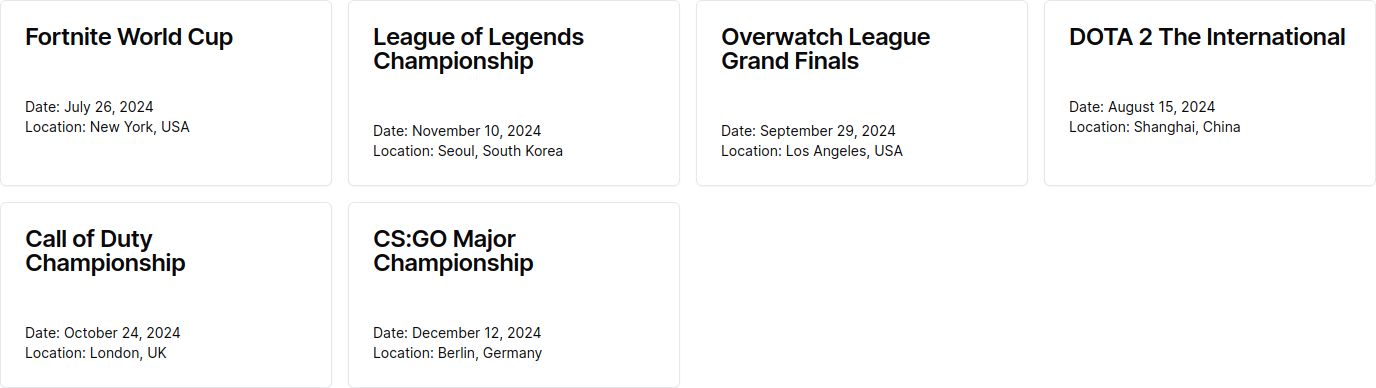 Fortnite World Cup
Date: July 26, 2024
Location: New York, USA
League of Legends
Championship
Date: November 10, 2024
Location: Seoul, South Korea
Overwatch League
Grand Finals
Date: September 29, 2024
Location: Los Angeles, USA
DOTA 2 The International
Date: August 15, 2024
Location: Shanghai, China
Call of Duty
Championship
Date: October 24, 2024
Location: London, UK
CS:GO Major
Championship
Date: December 12, 2024
Location: Berlin, Germany